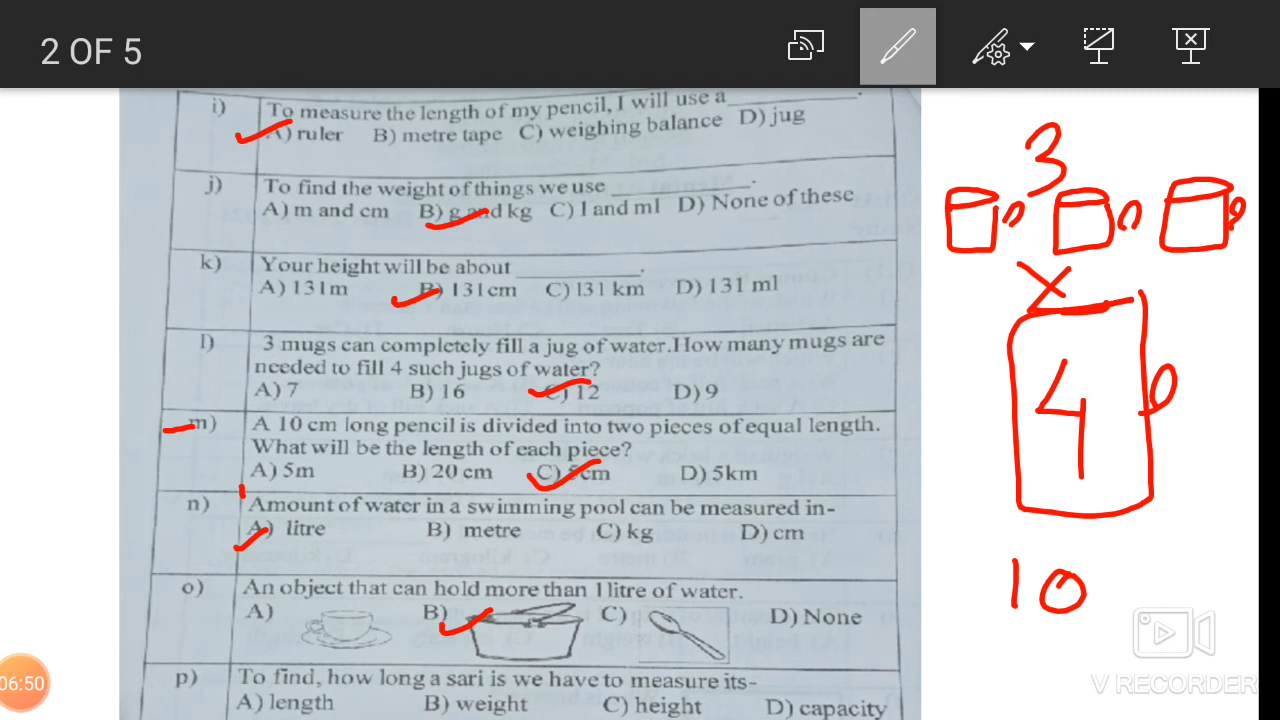 2 OF 5
i) To measure the length of my pencil, I will use a ____________.
A) ruler B) metre tape C) weighing balance D) jug
j) To find the weight of things we use ____________.
A) m and cm B) g and kg C) l and ml D) None of these
k) Your height will be about ____________.
A) 131m B) 131cm C) 131 km D) 131 ml
l) 3 mugs can completely fill a jug of water.How many mugs are
needed to fill 4 such jugs of water?
A) 7 B) 16 C) 12 D) 9
m) A 10 cm long pencil is divided into two pieces of equal length.
What will be the length of each piece?
A) 5m B) 20 cm C) 5cm D) 5km
n) Amount of water in a swimming pool can be measured in-
A) litre B) metre C) kg D) cm
o) An object that can hold more than 1litre of water.
A) B) C) D) None
p) To find, how long a sari is we have to measure its-
A) length B) weight C) height D) capacity
3
X
4
10
06:50
V RECORDER